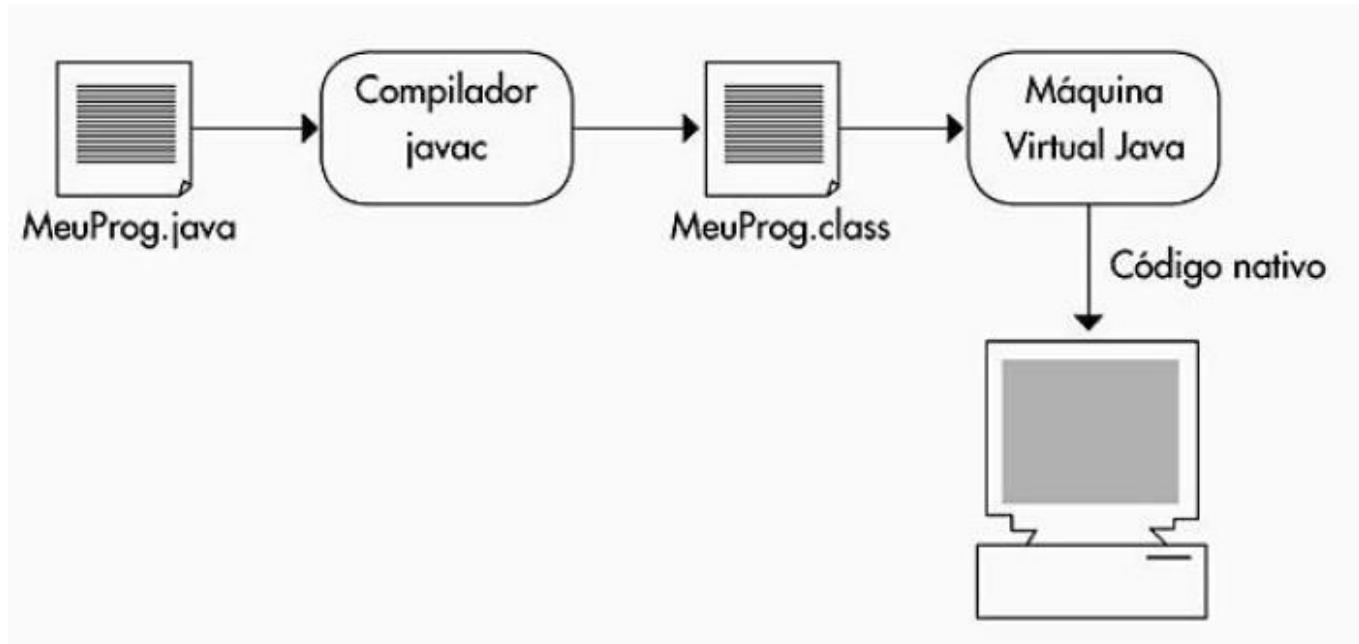 Compilador
javac
Máquina
Virtual Java
MeuProg.java
MeuProg.class
Código nativo